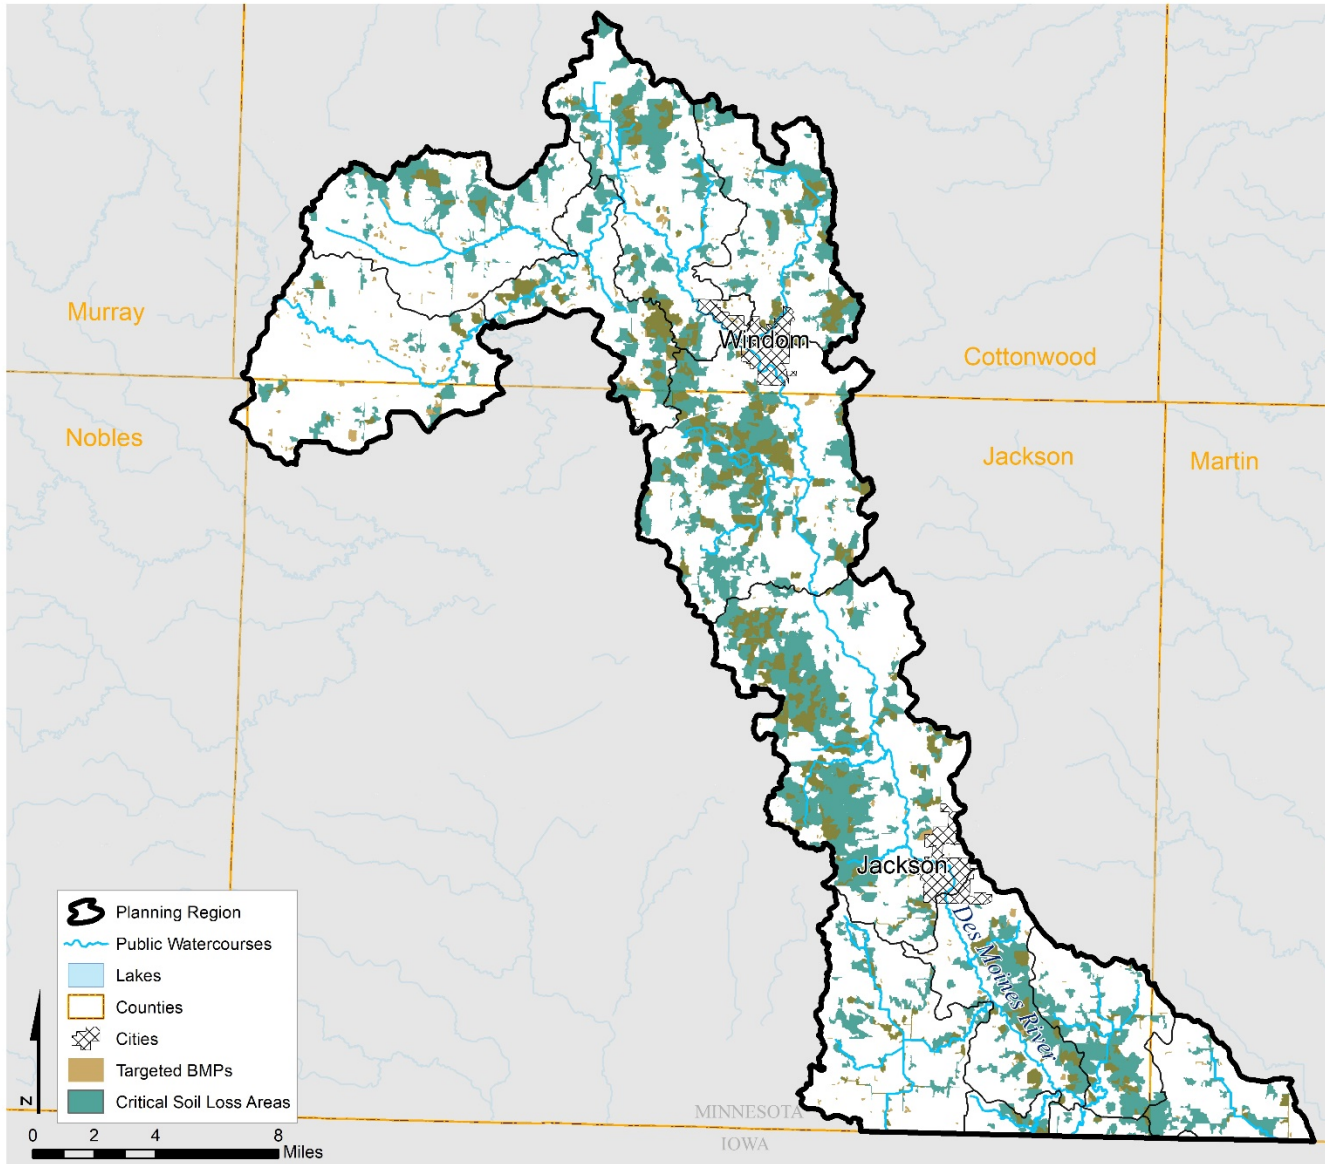 Murray
Windom
Cottonwood
Nobles
Jackson
Martin
Jackson
Des Moines River
Planning Region
Public Watercourses
Lakes
Counties
Cities
Targeted BMPs
Critical Soil Loss Areas
N
MINNESOTA
IOWA
0 2 4 8
Miles